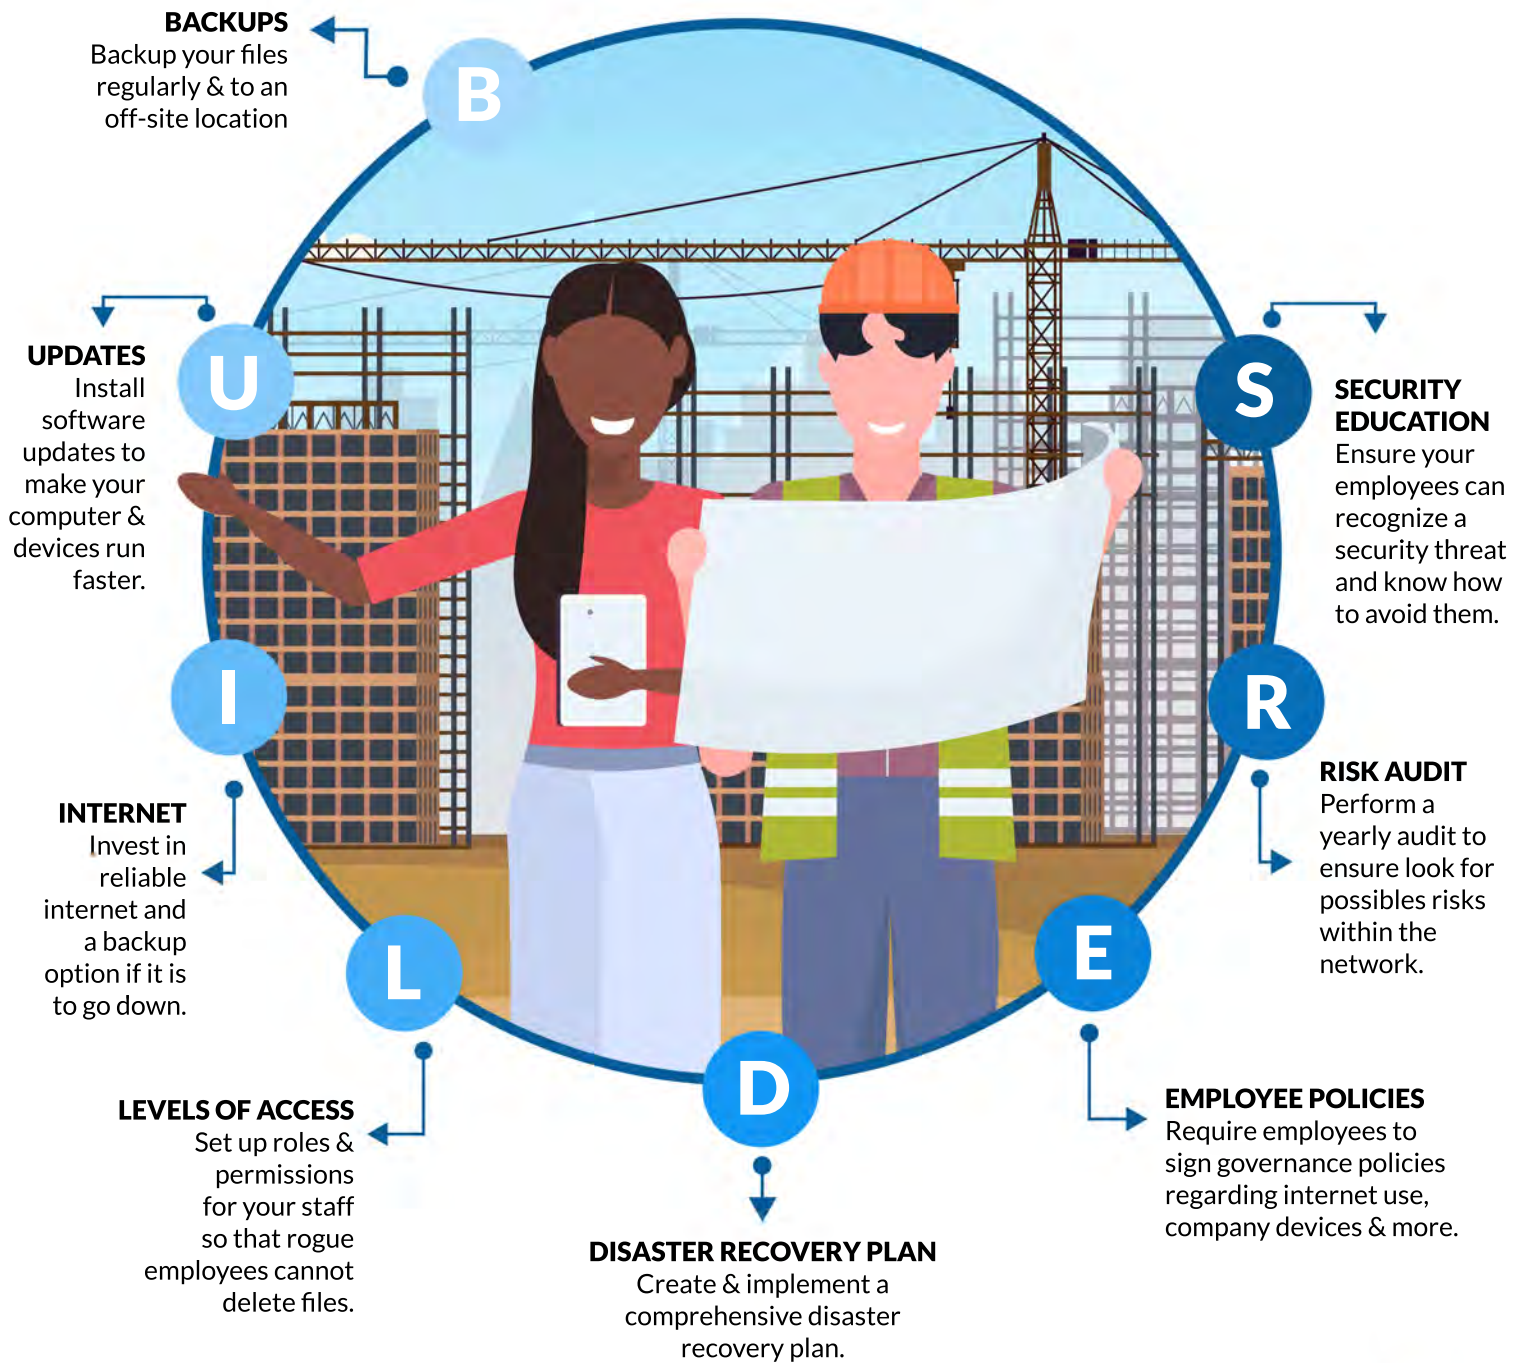 B
BACKUPS
Backup your files
regularly & to an
off-site location
U
UPDATES
Install
software
updates to
make your
computer &
devices run
faster.
I
INTERNET
Invest in
reliable
internet and
a backup
option if it is
to go down.
L
LEVELS OF ACCESS
Set up roles &
permissions
for your staff
so that rogue
employees cannot
delete files.
D
DISASTER RECOVERY PLAN
Create & implement a
comprehensive disaster
recovery plan.
E
EMPLOYEE POLICIES
Require employees to
sign governance policies
regarding internet use,
company devices & more.
R
RISK AUDIT
Perform a
yearly audit to
ensure look for
possibles risks
within the
network.
S
SECURITY
EDUCATION
Ensure your
employees can
recognize a
security threat
and know how
to avoid them.